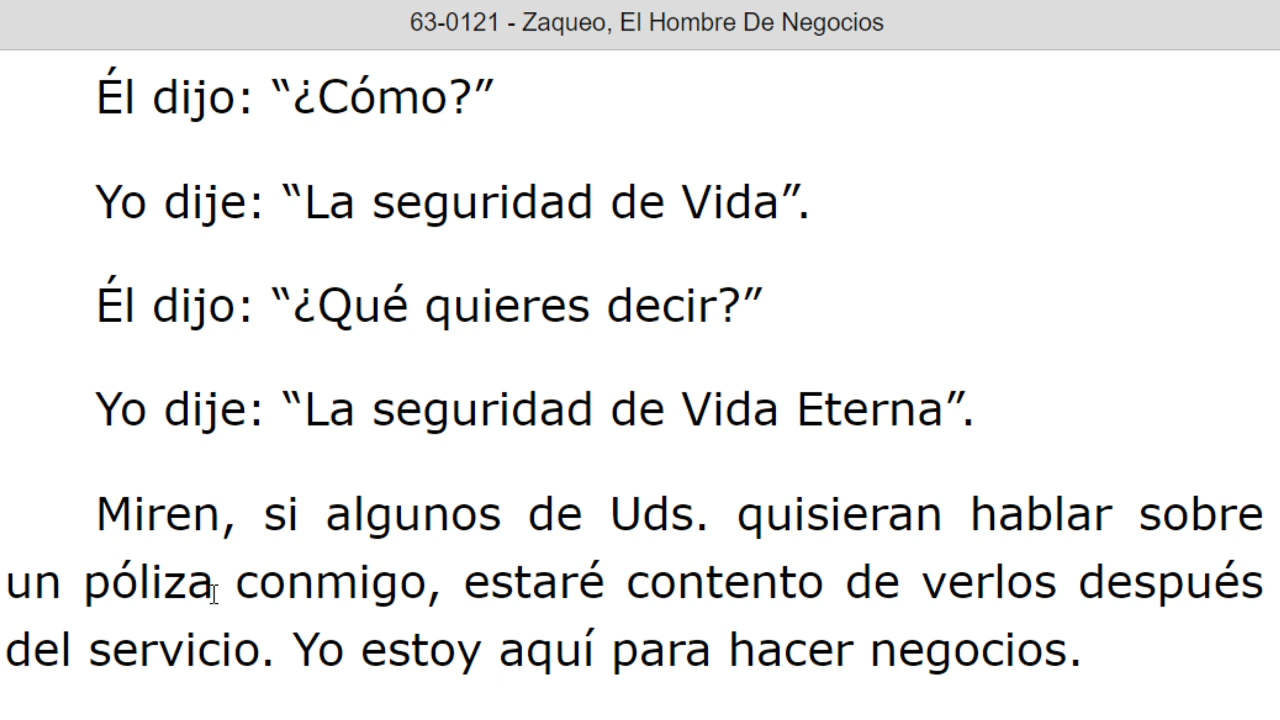 63-0121 - Zaqueo, El Hombre De Negocios
Él dijo: “¿Cómo?”
Yo dije: “La seguridad de Vida”.
Él dijo: “¿Qué quieres decir?”
Yo dije: “La seguridad de Vida Eterna”.
Miren, si algunos de Uds. quisieran hablar sobre
un póliza conmigo, estaré contento de verlos después
del servicio. Yo estoy aquí para hacer negocios.